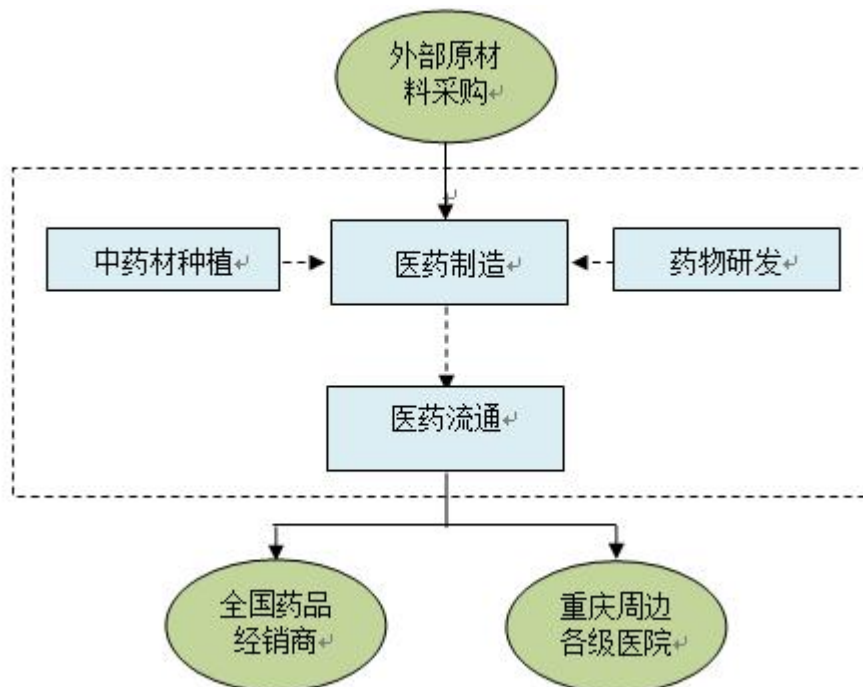 外部原材
料采购
中药材种植
医药制造
药物研发
医药流通
全国药品
经销商
重庆周边
各级医院